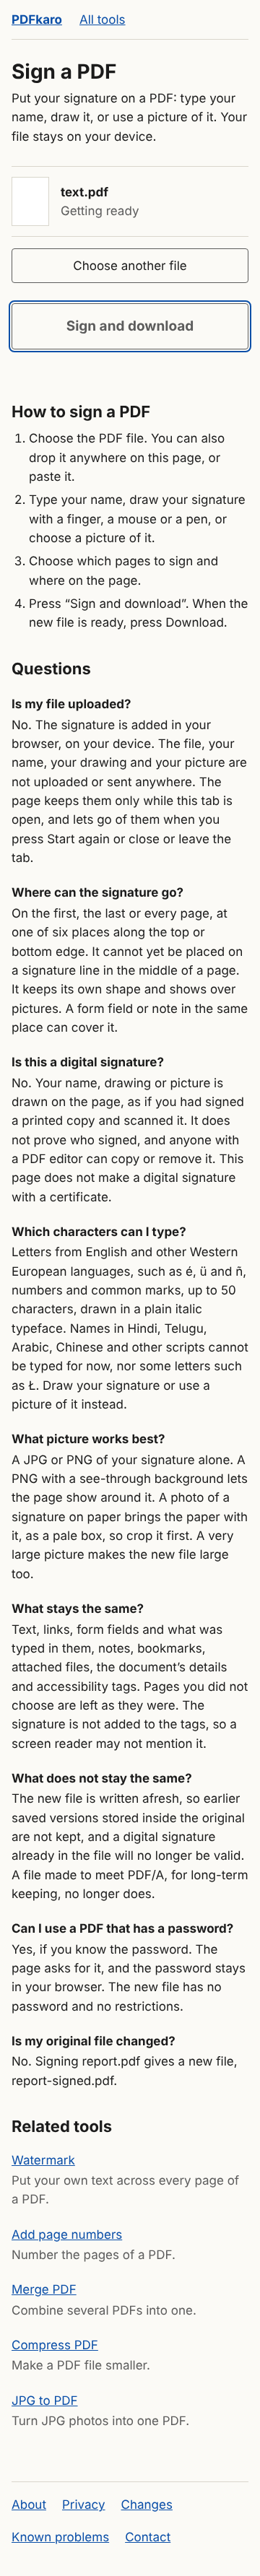 PDFkaro All tools
Sign a PDF
Put your signature on a PDF: type your
name, draw it, or use a picture of it. Your
file stays on your device.
text.pdf
Getting ready
Choose another file
Sign and download
How to sign a PDF
1. Choose the PDF file. You can also
drop it anywhere on this page, or
paste it.
2. Type your name, draw your signature
with a finger, a mouse or a pen, or
choose a picture of it.
3. Choose which pages to sign and
where on the page.
4. Press “Sign and download”. When the
new file is ready, press Download.
Questions
Is my file uploaded?
No. The signature is added in your
browser, on your device. The file, your
name, your drawing and your picture are
not uploaded or sent anywhere. The
page keeps them only while this tab is
open, and lets go of them when you
press Start again or close or leave the
tab.
Where can the signature go?
On the first, the last or every page, at
one of six places along the top or
bottom edge. It cannot yet be placed on
a signature line in the middle of a page.
It keeps its own shape and shows over
pictures. A form field or note in the same
place can cover it.
Is this a digital signature?
No. Your name, drawing or picture is
drawn on the page, as if you had signed
a printed copy and scanned it. It does
not prove who signed, and anyone with
a PDF editor can copy or remove it. This
page does not make a digital signature
with a certificate.
Which characters can I type?
Letters from English and other Western
European languages, such as é, ü and ñ,
numbers and common marks, up to 50
characters, drawn in a plain italic
typeface. Names in Hindi, Telugu,
Arabic, Chinese and other scripts cannot
be typed for now, nor some letters such
as Ł. Draw your signature or use a
picture of it instead.
What picture works best?
A JPG or PNG of your signature alone. A
PNG with a see-through background lets
the page show around it. A photo of a
signature on paper brings the paper with
it, as a pale box, so crop it first. A very
large picture makes the new file large
too.
What stays the same?
Text, links, form fields and what was
typed in them, notes, bookmarks,
attached files, the document’s details
and accessibility tags. Pages you did not
choose are left as they were. The
signature is not added to the tags, so a
screen reader may not mention it.
What does not stay the same?
The new file is written afresh, so earlier
saved versions stored inside the original
are not kept, and a digital signature
already in the file will no longer be valid.
A file made to meet PDF/A, for long-term
keeping, no longer does.
Can I use a PDF that has a password?
Yes, if you know the password. The
page asks for it, and the password stays
in your browser. The new file has no
password and no restrictions.
Is my original file changed?
No. Signing report.pdf gives a new file,
report-signed.pdf.
Related tools
Watermark
Put your own text across every page of
a PDF.
Add page numbers
Number the pages of a PDF.
Merge PDF
Combine several PDFs into one.
Compress PDF
Make a PDF file smaller.
JPG to PDF
Turn JPG photos into one PDF.
About Privacy Changes
Known problems Contact